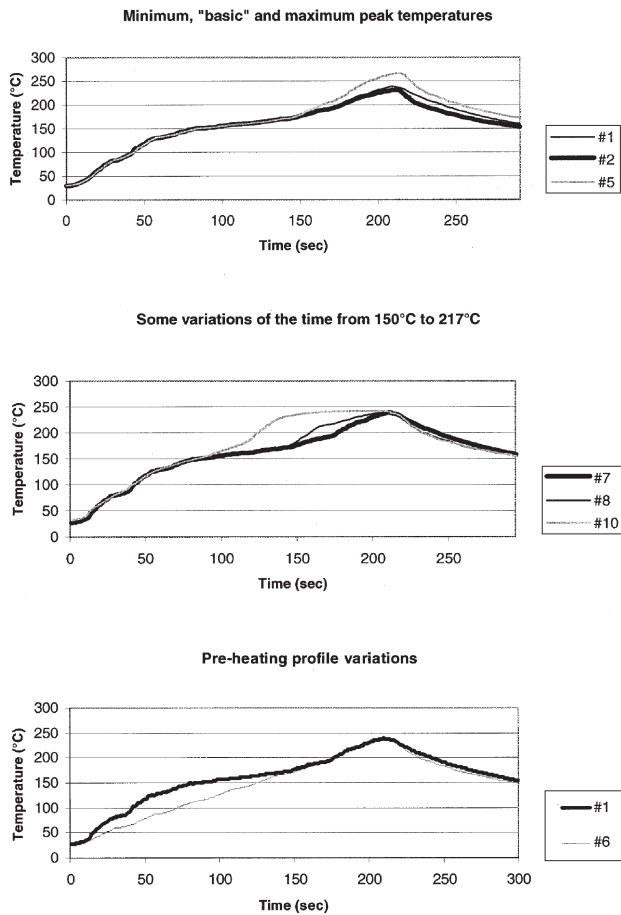 Minimum, "basic" and maximum peak temperatures
Temperature (°C)
300
250
200
150
100
50
0
0 50 100 150 200 250
Time (sec)
#1
#2
#5
Some variations of the time from 150°C to 217°C
Temperature (°C)
300
250
200
150
100
50
0
0 50 100 150 200 250
Time (sec)
#7
#8
#10
Pre-heating profile variations
Temperature (°C)
300
250
200
150
100
50
0
0 50 100 150 200 250 300
Time (sec)
#1
#6